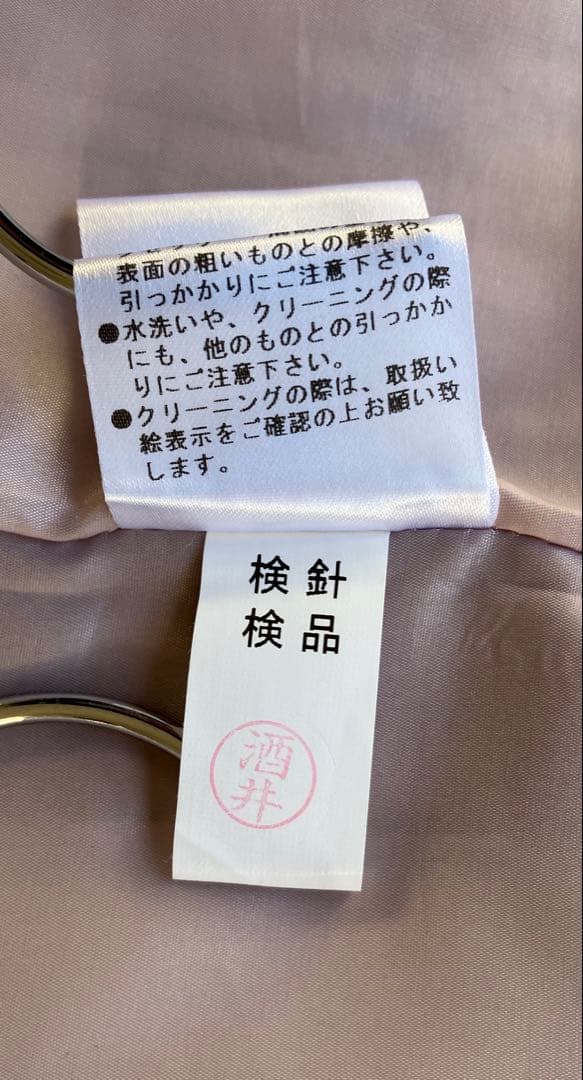 表面の粗いものとの摩擦や、
引っかかりにご注意下さい。
●水洗いや、クリーニングの際
にも、他のものとの引っかか
りにご注意下さい。
●クリーニングの際は、取扱い
絵表示をご確認の上お願い致
します。
検針
検品
酒井